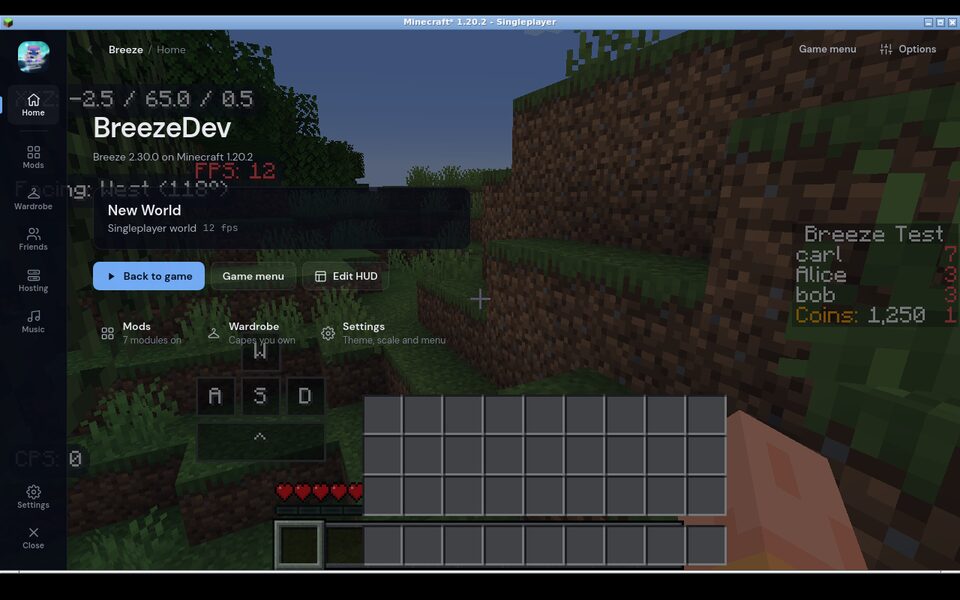 Minecraft* 1.20.2 - Singleplayer
Breeze / Home
Game menu
Options
-2.5 / 65.0 / 0.5
Home
BreezeDev
Breeze 2.30.0 on Minecraft 1.20.2
FPS: 12
Mods
Facing: West (118°)
Wardrobe
New World
Singleplayer world 12 fps
Friends
Breeze Test
carl 7
Alice 3
bob 3
Coins: 1,250 1
Back to game
Game menu
Edit HUD
Hosting
Music
Mods
7 modules on
Wardrobe
Capes you own
Settings
Theme, scale and menu
W
A S D
^
CPS: 0
Settings
Close